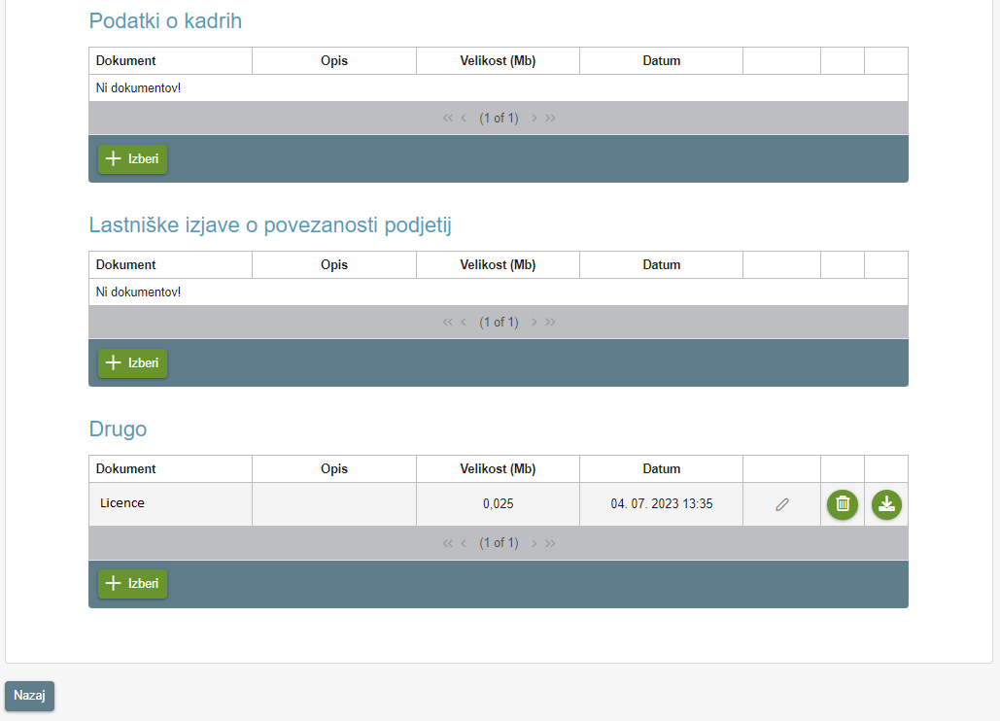 Podatki o kadrih
Dokument Opis Velikost (Mb) Datum
Ni dokumentov!
(1 of 1)
Izberi
Lastniške izjave o povezanosti podjetij
Dokument Opis Velikost (Mb) Datum
Ni dokumentov!
(1 of 1)
Izberi
Drugo
Dokument Opis Velikost (Mb) Datum
Licence 0,025 04. 07. 2023 13:35
(1 of 1)
Izberi
Nazaj